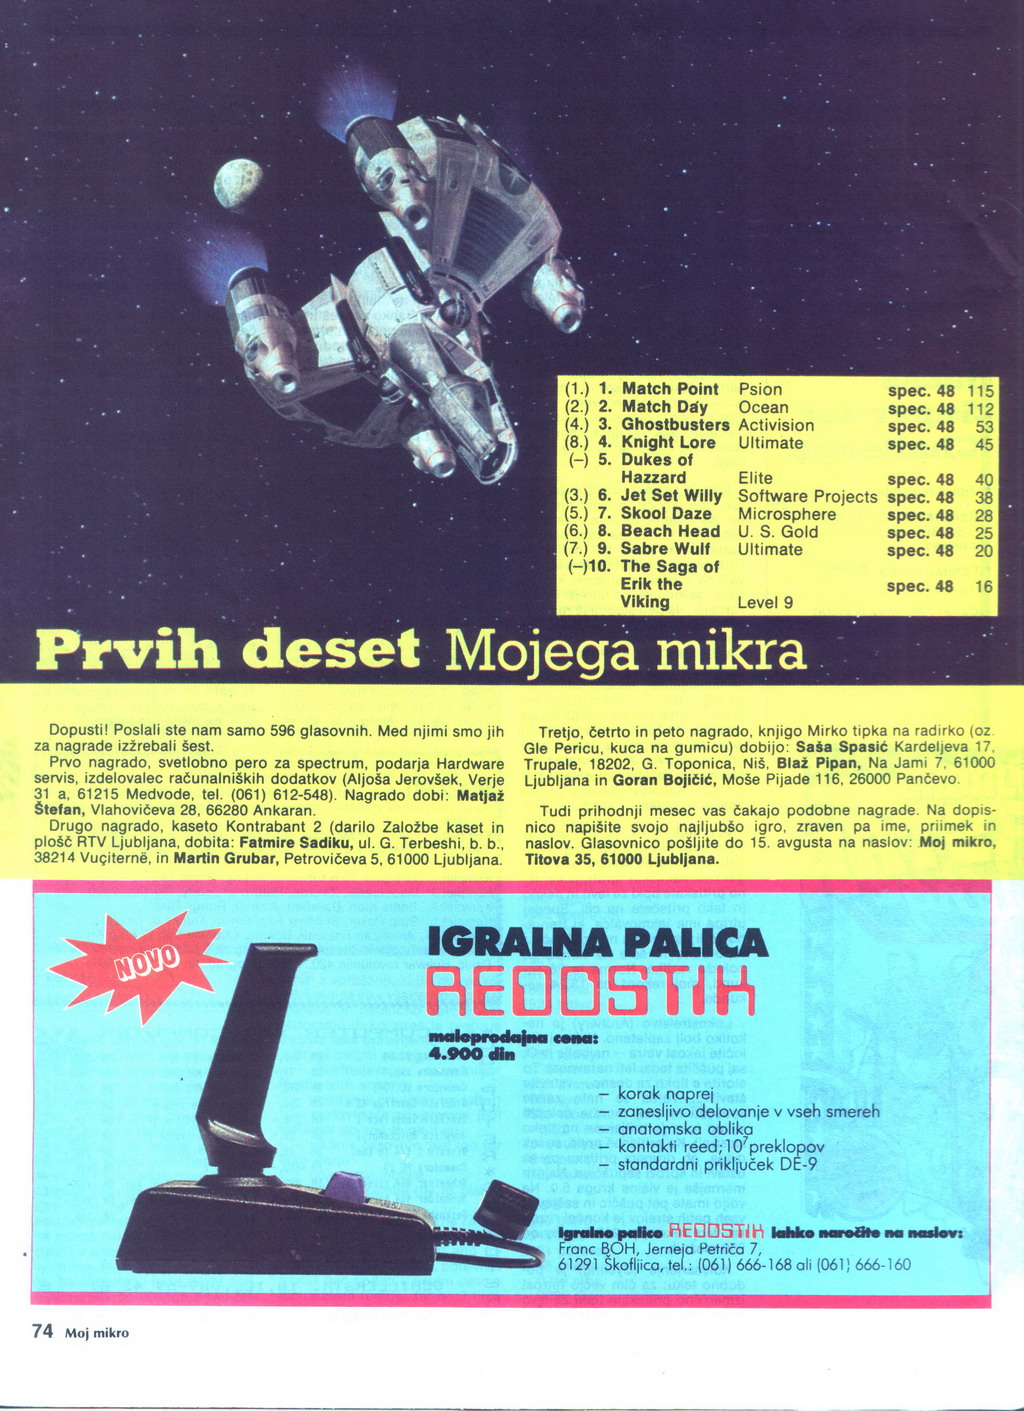 (1.) 1. Match Point Psion spec. 48 115
(2.) 2. Match Day Ocean spec. 48 112
(4.) 3. Ghostbusters Activision spec. 48 53
(8.) 4. Knight Lore Ultimate spec. 48 45
(–) 5. Dukes of
Hazzard Elite spec. 48 40
(3.) 6. Jet Set Willy Software Projects spec. 48 38
(5.) 7. Skool Daze Microsphere spec. 48 28
(6.) 8. Beach Head U. S. Gold spec. 48 25
(7.) 9. Sabre Wulf Ultimate spec. 48 20
(–)10. The Saga of
Erik the spec. 48 16
Viking Level 9
Prvih deset Mojega mikra
Dopusti! Poslali ste nam samo 596 glasovnih. Med njimi smo jih
za nagrade izžrebali šest.
Prvo nagrado, svetlobno pero za spectrum, podarja Hardware
servis, izdelovalec računalniških dodatkov (Aljoša Jerovšek, Verje
31 a, 61215 Medvode, tel. (061) 612-548). Nagrado dobi: Matjaž
Štefan, Vlahovičeva 28, 66280 Ankaran.
Drugo nagrado, kaseto Kontrabant 2 (darilo Založbe kaset in
plošč RTV Ljubljana, dobita: Fatmire Sadiku, ul. G. Terbeshi, b. b.,
38214 Vuçiternë, in Martin Grubar, Petrovičeva 5, 61000 Ljubljana.
Tretjo, četrto in peto nagrado, knjigo Mirko tipka na radirko (oz.
Gle Pericu, kuca na gumicu) dobijo: Saša Spasić Kardeljeva 17,
Trupale, 18202, G. Toponica, Niš, Blaž Pipan, Na Jami 7, 61000
Ljubljana in Goran Bojičić, Moše Pijade 116, 26000 Pančevo.
Tudi prihodnji mesec vas čakajo podobne nagrade. Na dopis-
nico napišite svojo najljubšo igro, zraven pa ime, priimek in
naslov. Glasovnico pošljite do 15. avgusta na naslov: Moj mikro,
Titova 35, 61000 Ljubljana.
NOVO
IGRALNA PALICA
REDOSTIK
maloprodajna cena:
4.900 din
– korak naprej
– zanesljivo delovanje v vseh smereh
– anatomska oblika
– kontakti reed; 10⁷ preklopov
– standardni priključek DE-9
Igralno palico REDOSTIK lahko naročite na naslov:
Franc BOH, Jerneja Petriča 7,
61291 Škofljica, tel.: (061) 666-168 ali (061) 666-160
74 Moj mikro